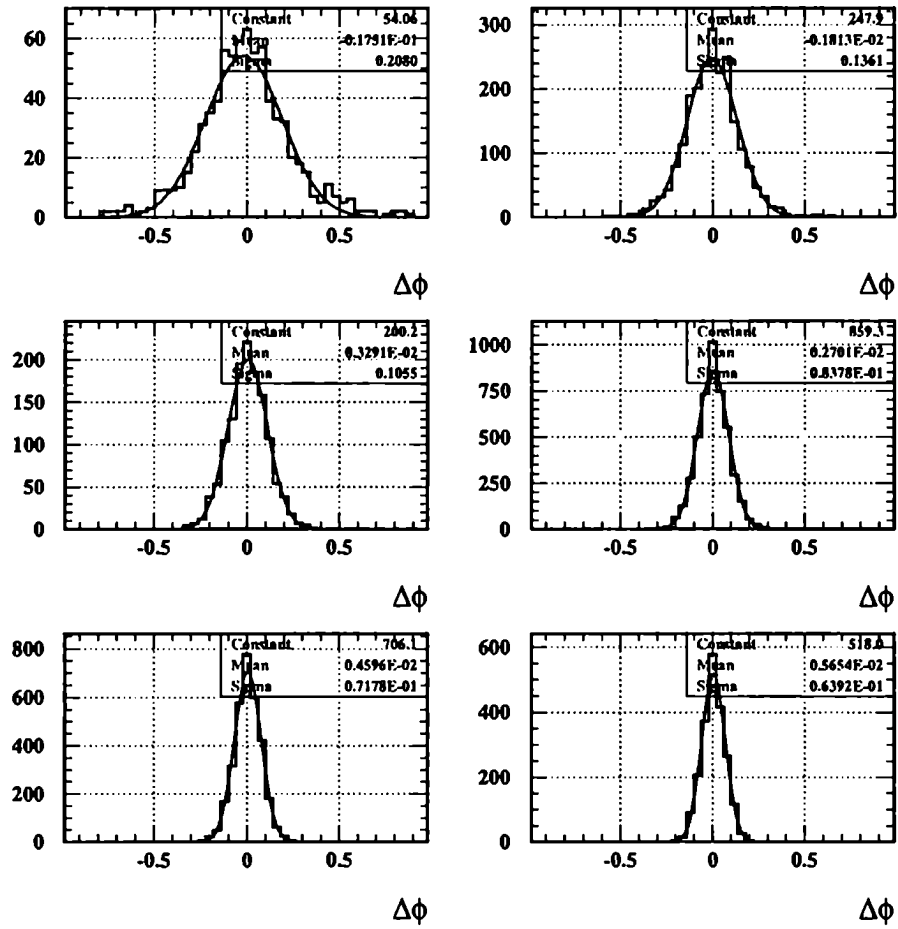 Constant 54.06
Mean -0.1791E-01
Sigma 0.2080
60
40
20
0
-0.5 0 0.5
Δϕ
Constant 247.9
Mean -0.1813E-02
Sigma 0.1361
300
200
100
0
-0.5 0 0.5
Δϕ
Constant 200.2
Mean 0.3291E-02
Sigma 0.1055
200
150
100
50
0
-0.5 0 0.5
Δϕ
Constant 859.3
Mean 0.2701E-02
Sigma 0.8378E-01
1000
750
500
250
0
-0.5 0 0.5
Δϕ
Constant 706.1
Mean 0.4596E-02
Sigma 0.7178E-01
800
600
400
200
0
-0.5 0 0.5
Δϕ
Constant 518.0
Mean 0.5654E-02
Sigma 0.6392E-01
600
400
200
0
-0.5 0 0.5
Δϕ